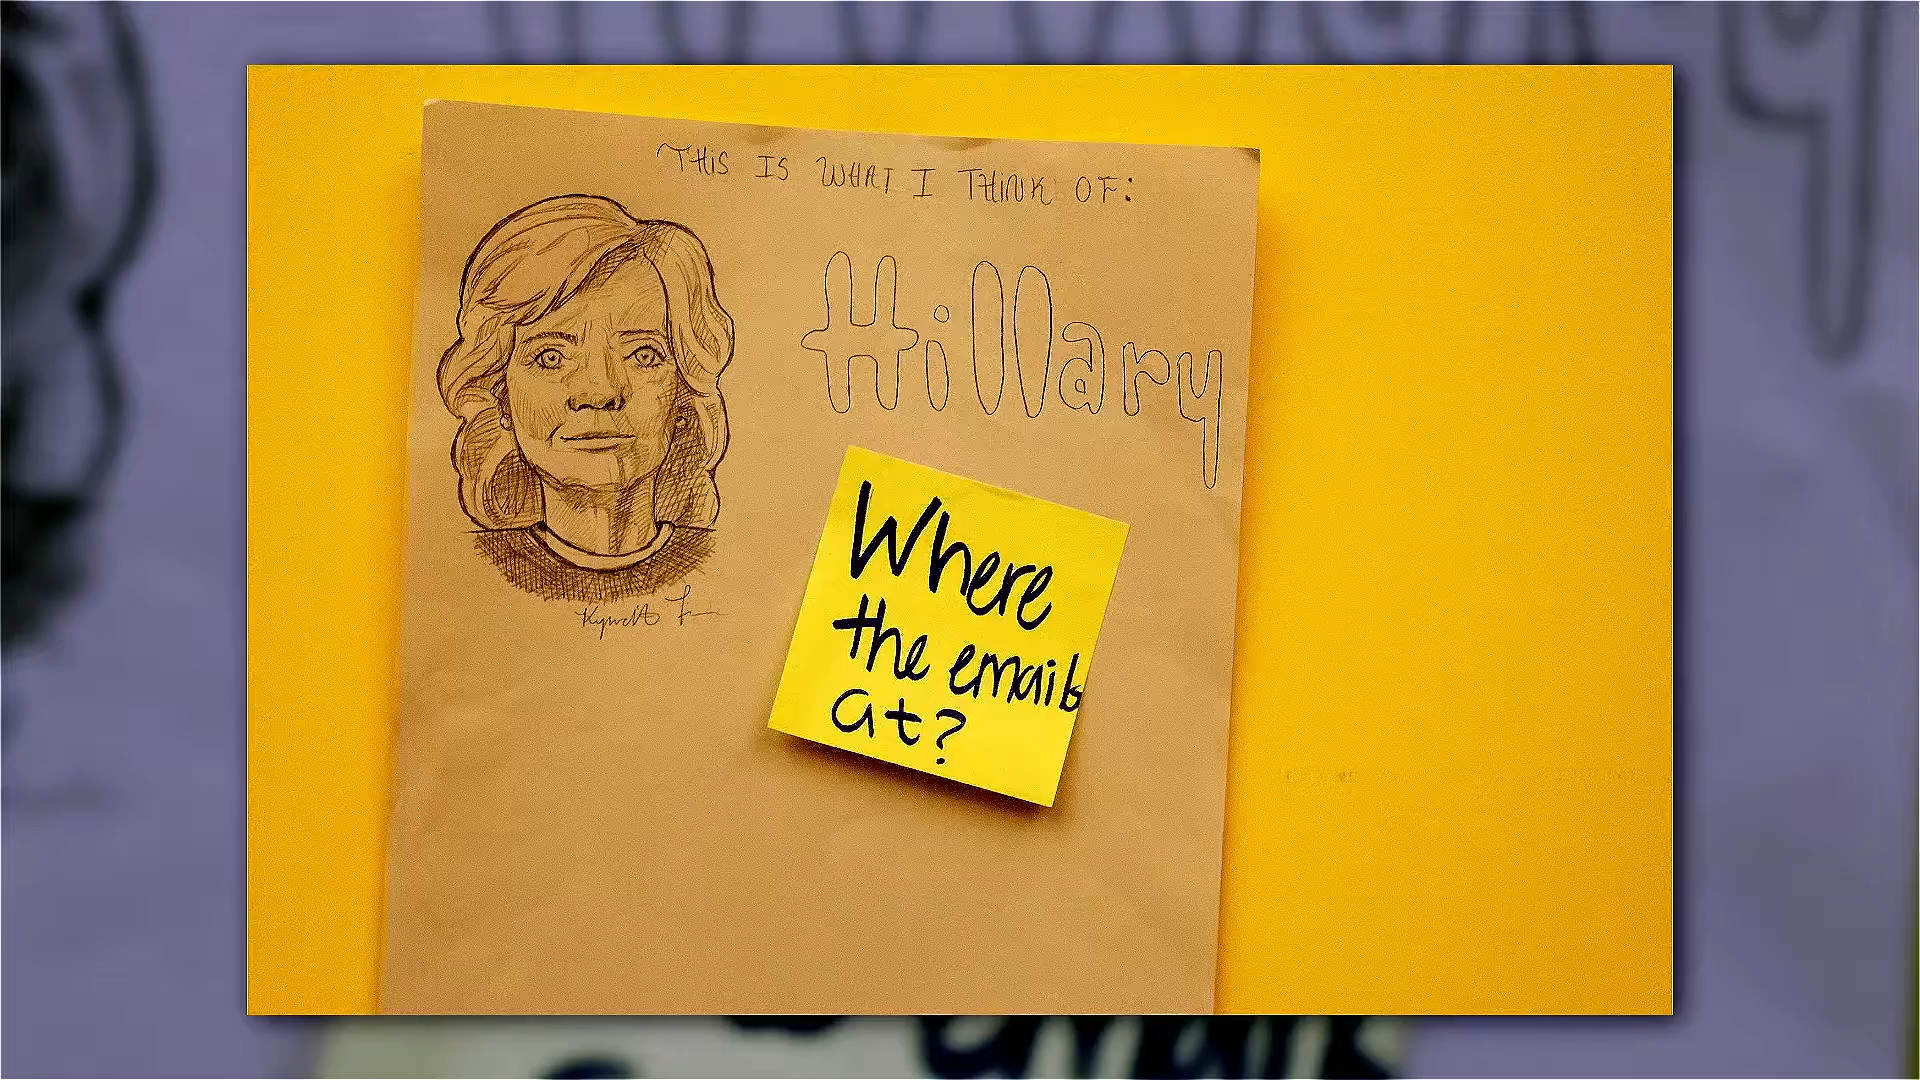 THIS IS WHAT I THINK OF:
Hillary
Where
the emails
at?